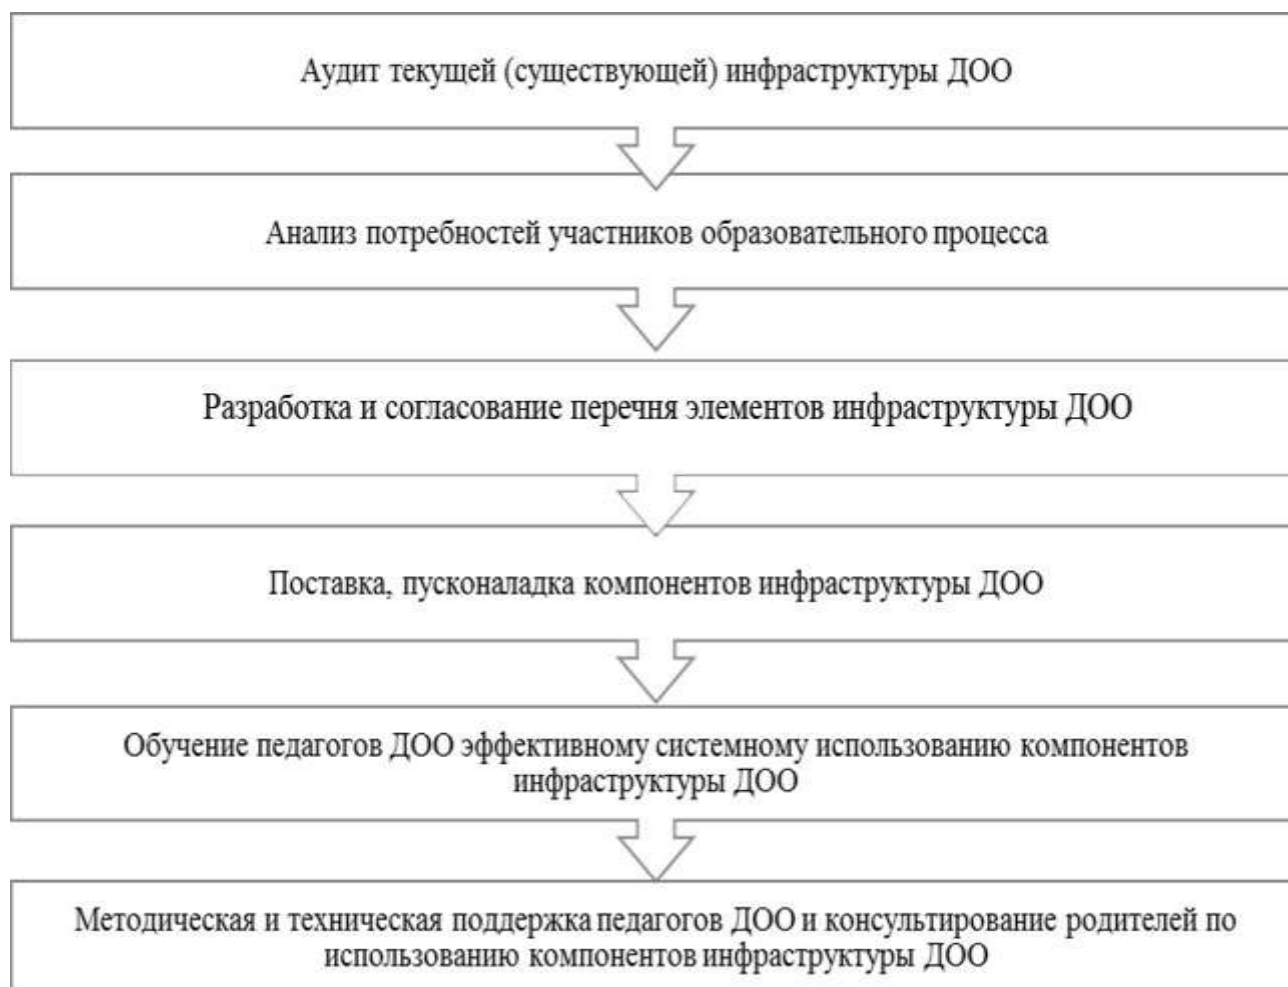 Аудит текущей (существующей) инфраструктуры ДОО
Анализ потребностей участников образовательного процесса
Разработка и согласование перечня элементов инфраструктуры ДОО
Поставка, пусконаладка компонентов инфраструктуры ДОО
Обучение педагогов ДОО эффективному системному использованию компонентов
инфраструктуры ДОО
Методическая и техническая поддержка педагогов ДОО и консультирование родителей по
использованию компонентов инфраструктуры ДОО